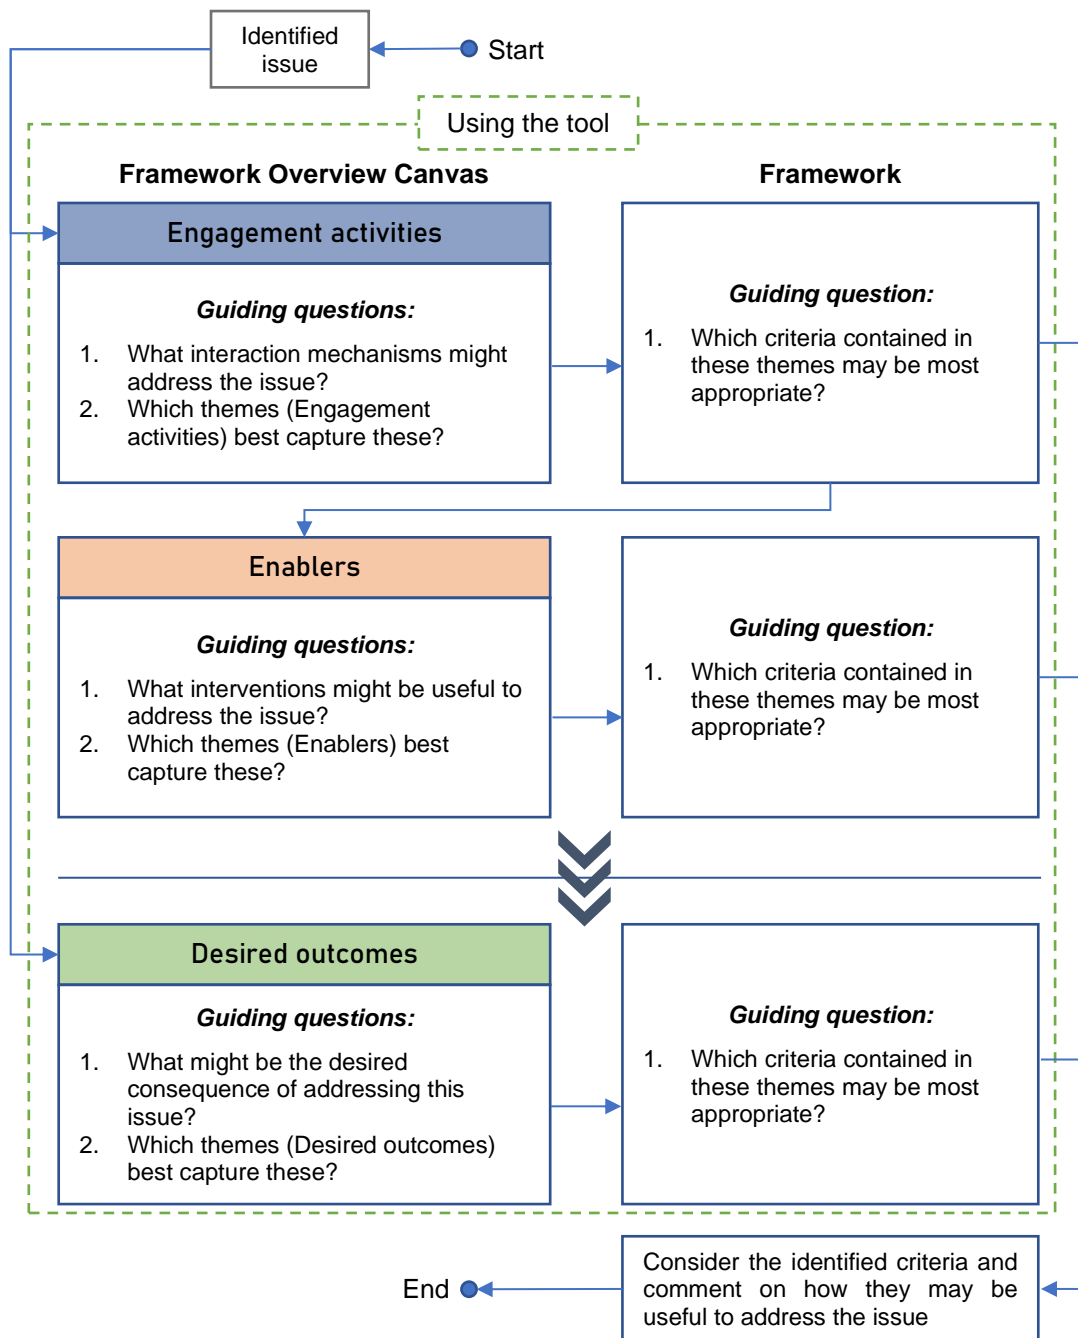 Identified
issue
Start
Using the tool
Framework Overview Canvas
Framework
Engagement activities
Guiding questions:
1. What interaction mechanisms might
address the issue?
2. Which themes (Engagement
activities) best capture these?
Guiding question:
1. Which criteria contained in
these themes may be most
appropriate?
Enablers
Guiding questions:
1. What interventions might be useful to
address the issue?
2. Which themes (Enablers) best
capture these?
Guiding question:
1. Which criteria contained in
these themes may be most
appropriate?
Desired outcomes
Guiding questions:
1. What might be the desired
consequence of addressing this
issue?
2. Which themes (Desired outcomes)
best capture these?
Guiding question:
1. Which criteria contained in
these themes may be most
appropriate?
End
Consider the identified criteria and
comment on how they may be
useful to address the issue